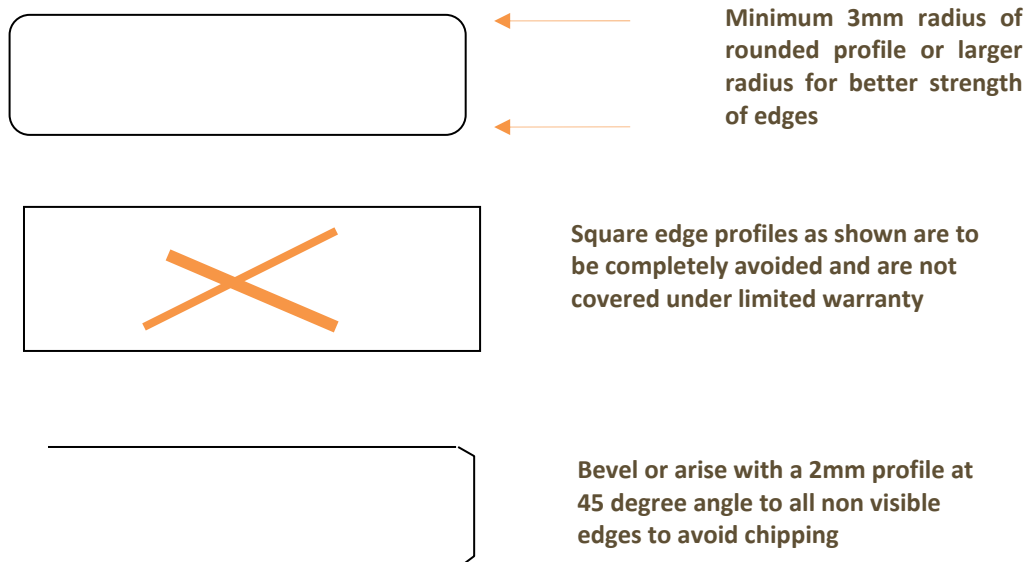 Minimum 3mm radius of
rounded profile or larger
radius for better strength
of edges
Square edge profiles as shown are to
be completely avoided and are not
covered under limited warranty
Bevel or arise with a 2mm profile at
45 degree angle to all non visible
edges to avoid chipping